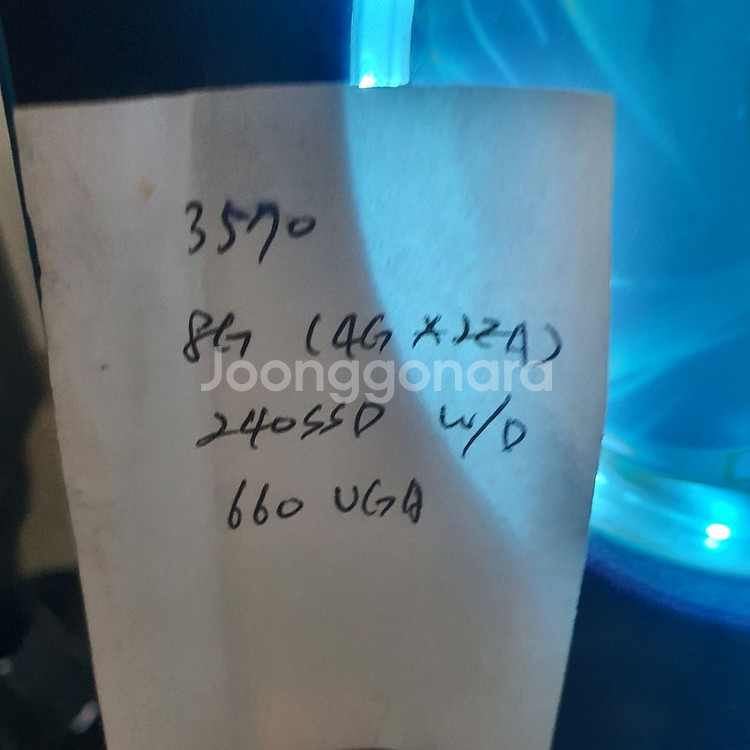 3570
8G (4G X 2EA)
Joonggonara
240SSD W/D
660 VGA